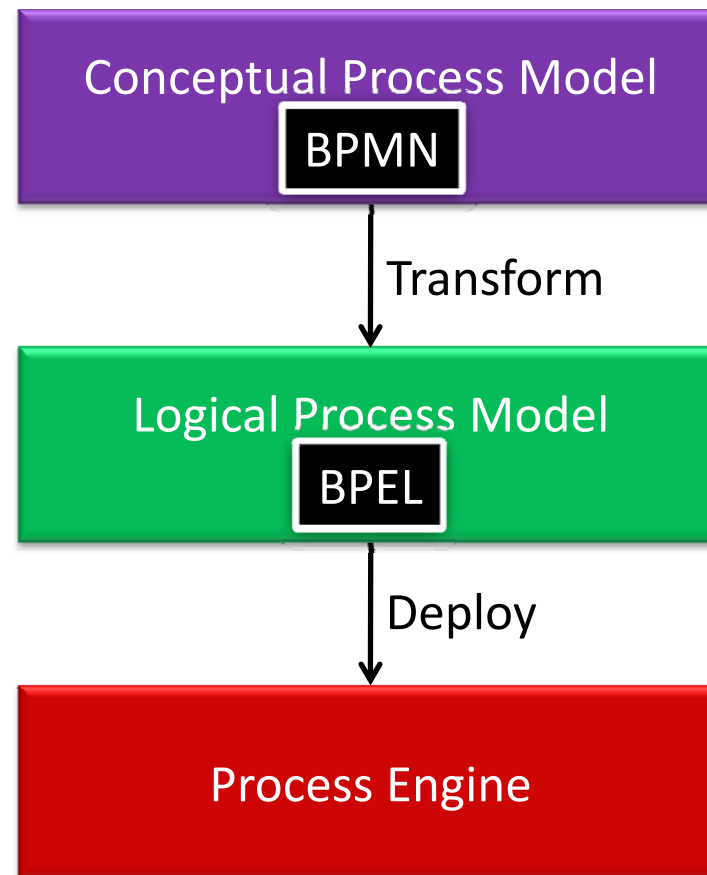 Conceptual Process Model
BPMN
Transform
Logical Process Model
BPEL
Deploy
Process Engine